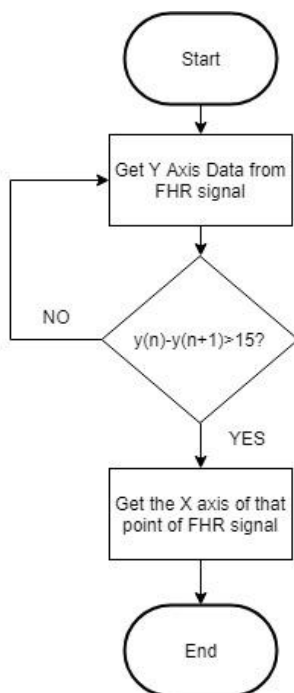 Start
Get Y Axis Data from
FHR signal
NO
y(n)-y(n+1)>15?
YES
Get the X axis of that
point of FHR signal
End